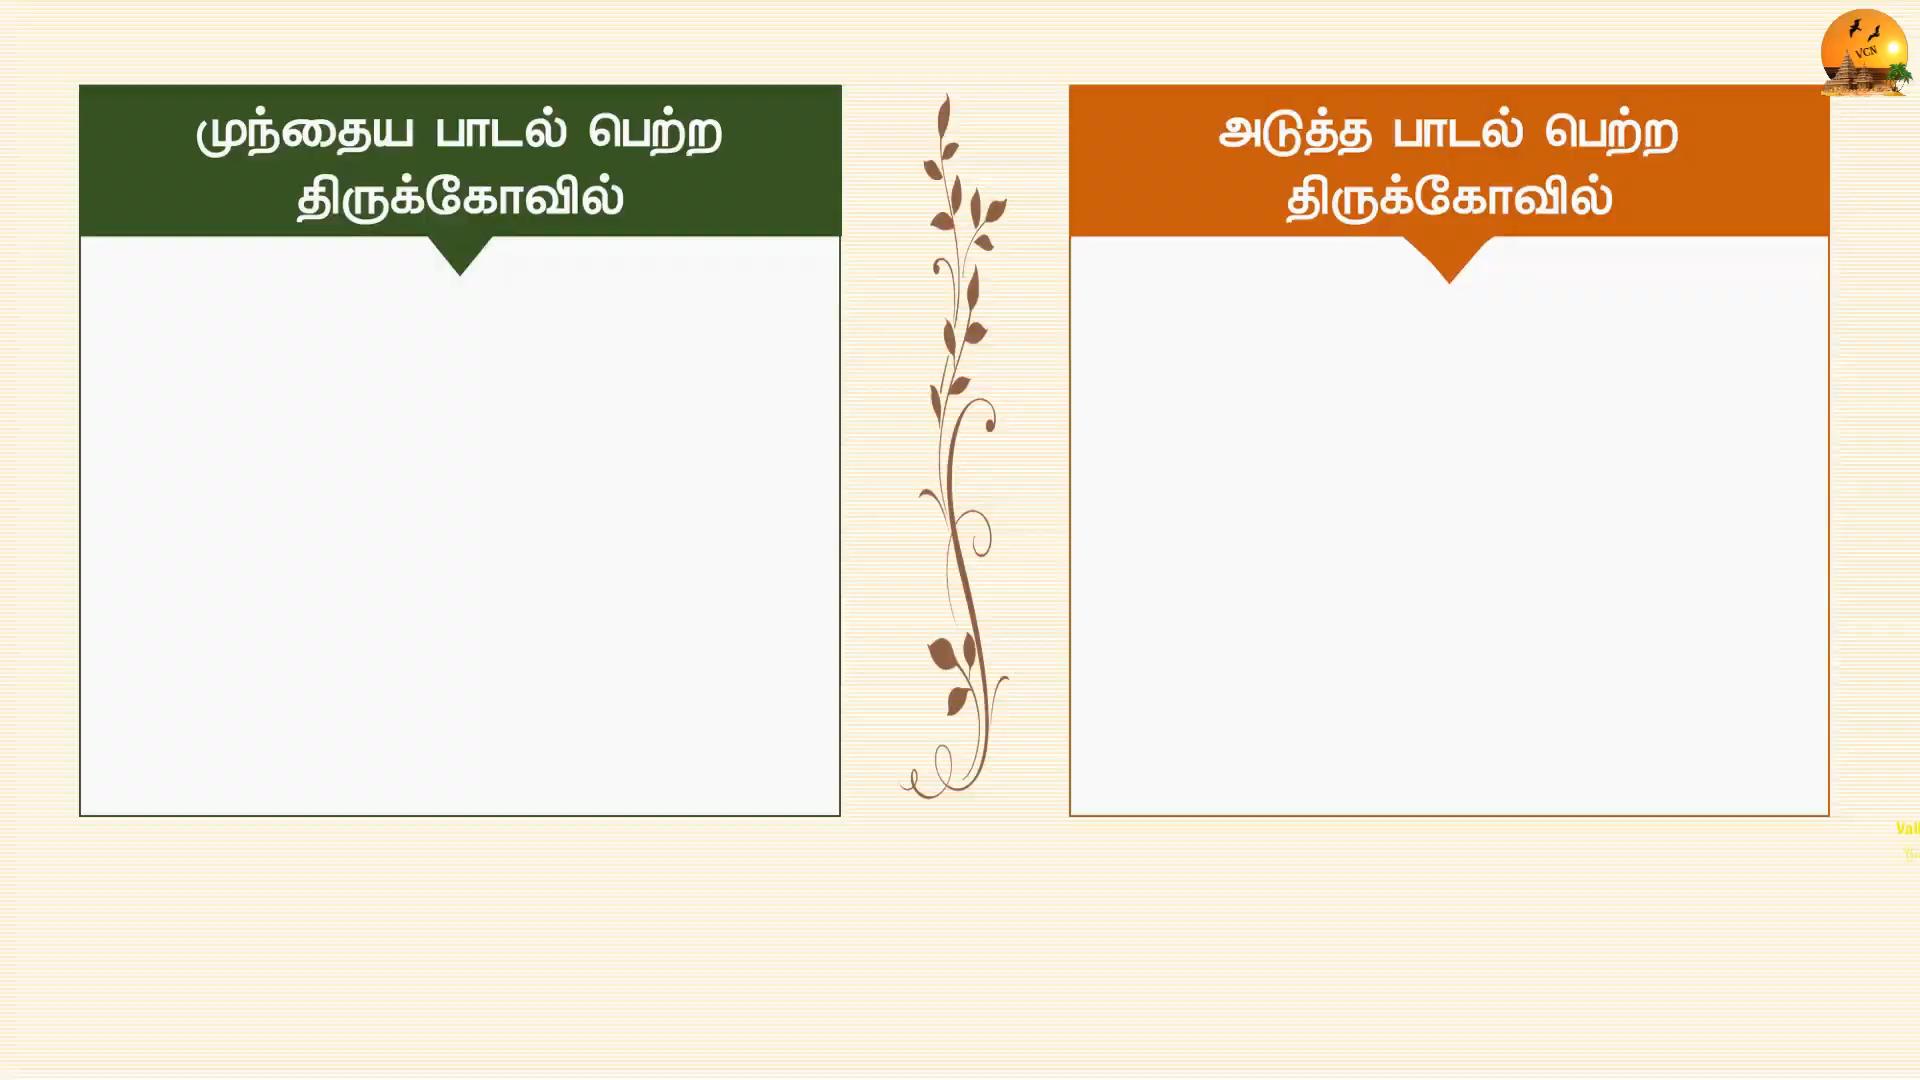 முந்தைய பாடல் பெற்ற
திருக்கோவில்
அடுத்த பாடல் பெற்ற
திருக்கோவில்
VCN